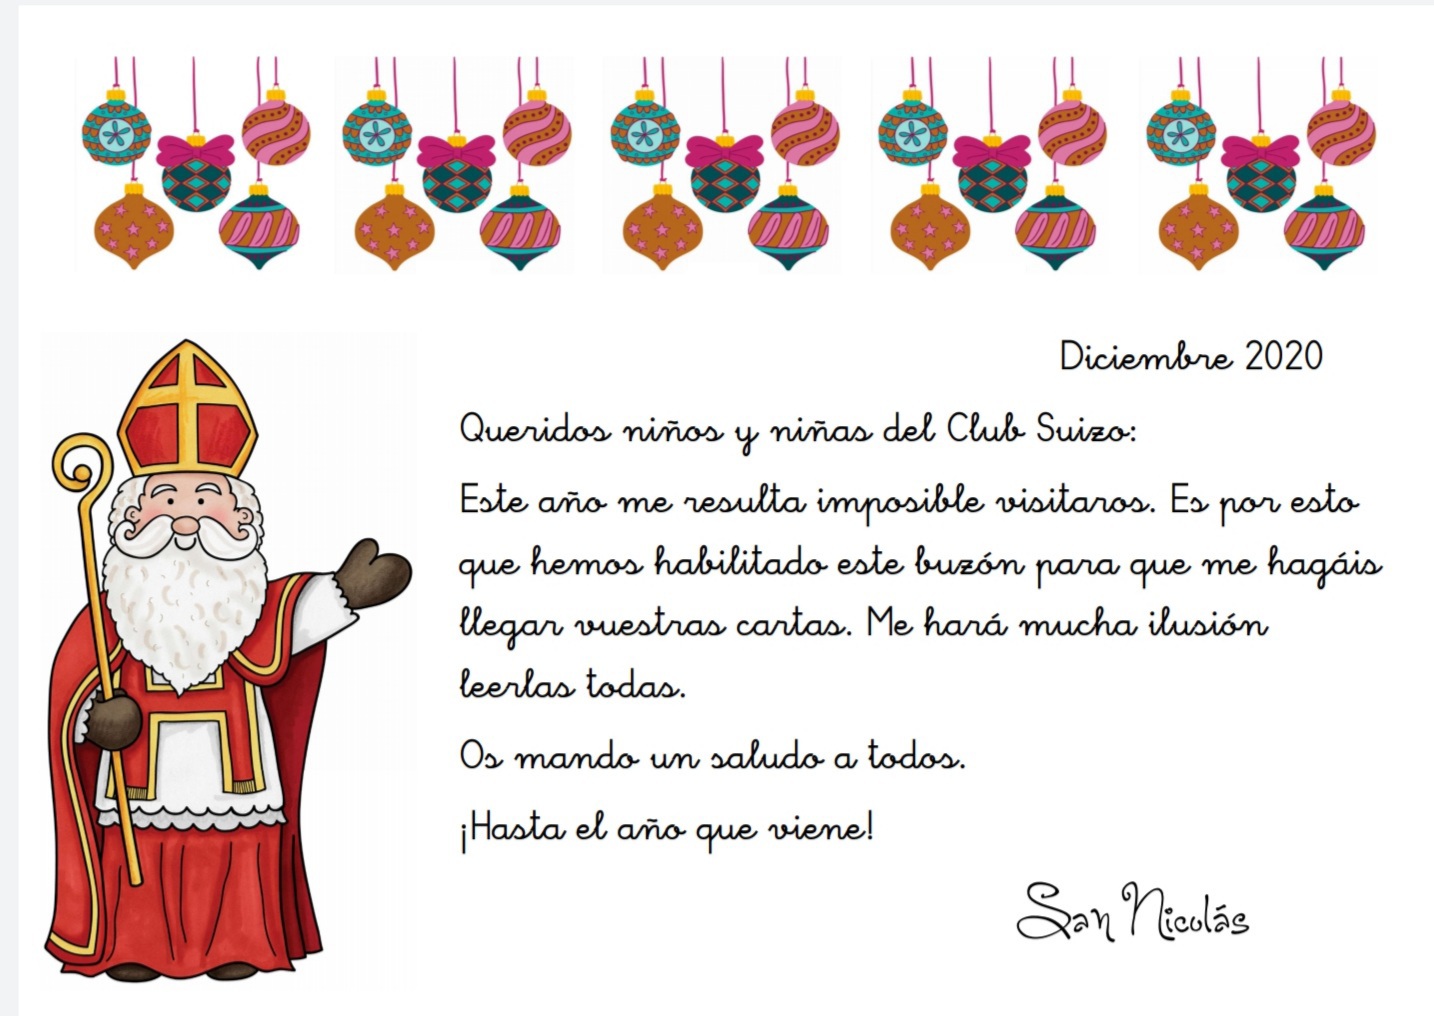 Diciembre 2020
Queridos niños y niñas del Club Suizo:
Este año me resulta imposible visitaros. Es por esto
que hemos habilitado este buzón para que me hagáis
llegar vuestras cartas. Me hará mucha ilusión
leerlas todas.
Os mando un saludo a todos.
¡Hasta el año que viene!
San Nicolás